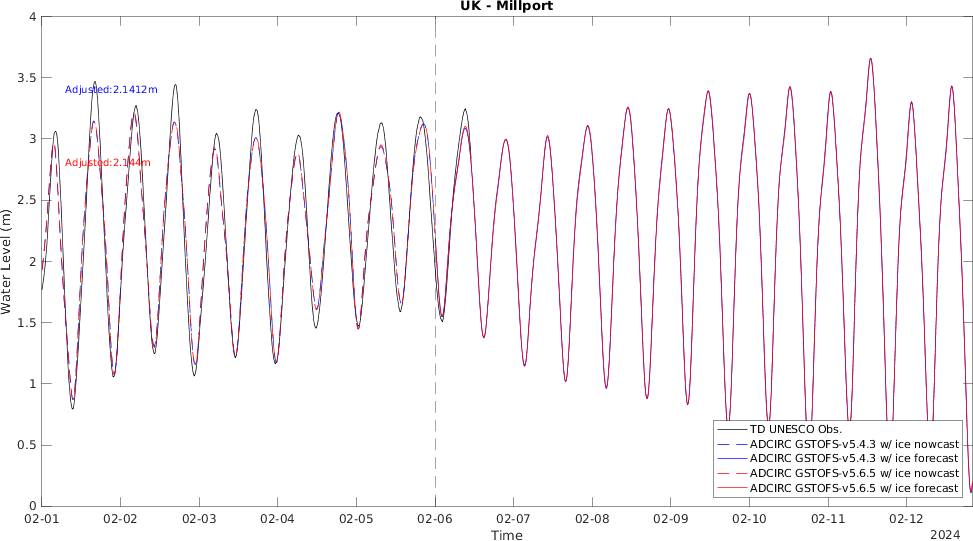 UK - Millport
4
3.5
3
2.5
2
1.5
1
0.5
0
Water Level (m)
Adjusted:2.1412m
Adjusted:2.144m
TD UNESCO Obs.
ADCIRC GSTOFS-v5.4.3 w/ ice nowcast
ADCIRC GSTOFS-v5.4.3 w/ ice forecast
ADCIRC GSTOFS-v5.6.5 w/ ice nowcast
ADCIRC GSTOFS-v5.6.5 w/ ice forecast
02-01 02-02 02-03 02-04 02-05 02-06 02-07 02-08 02-09 02-10 02-11 02-12
Time
2024